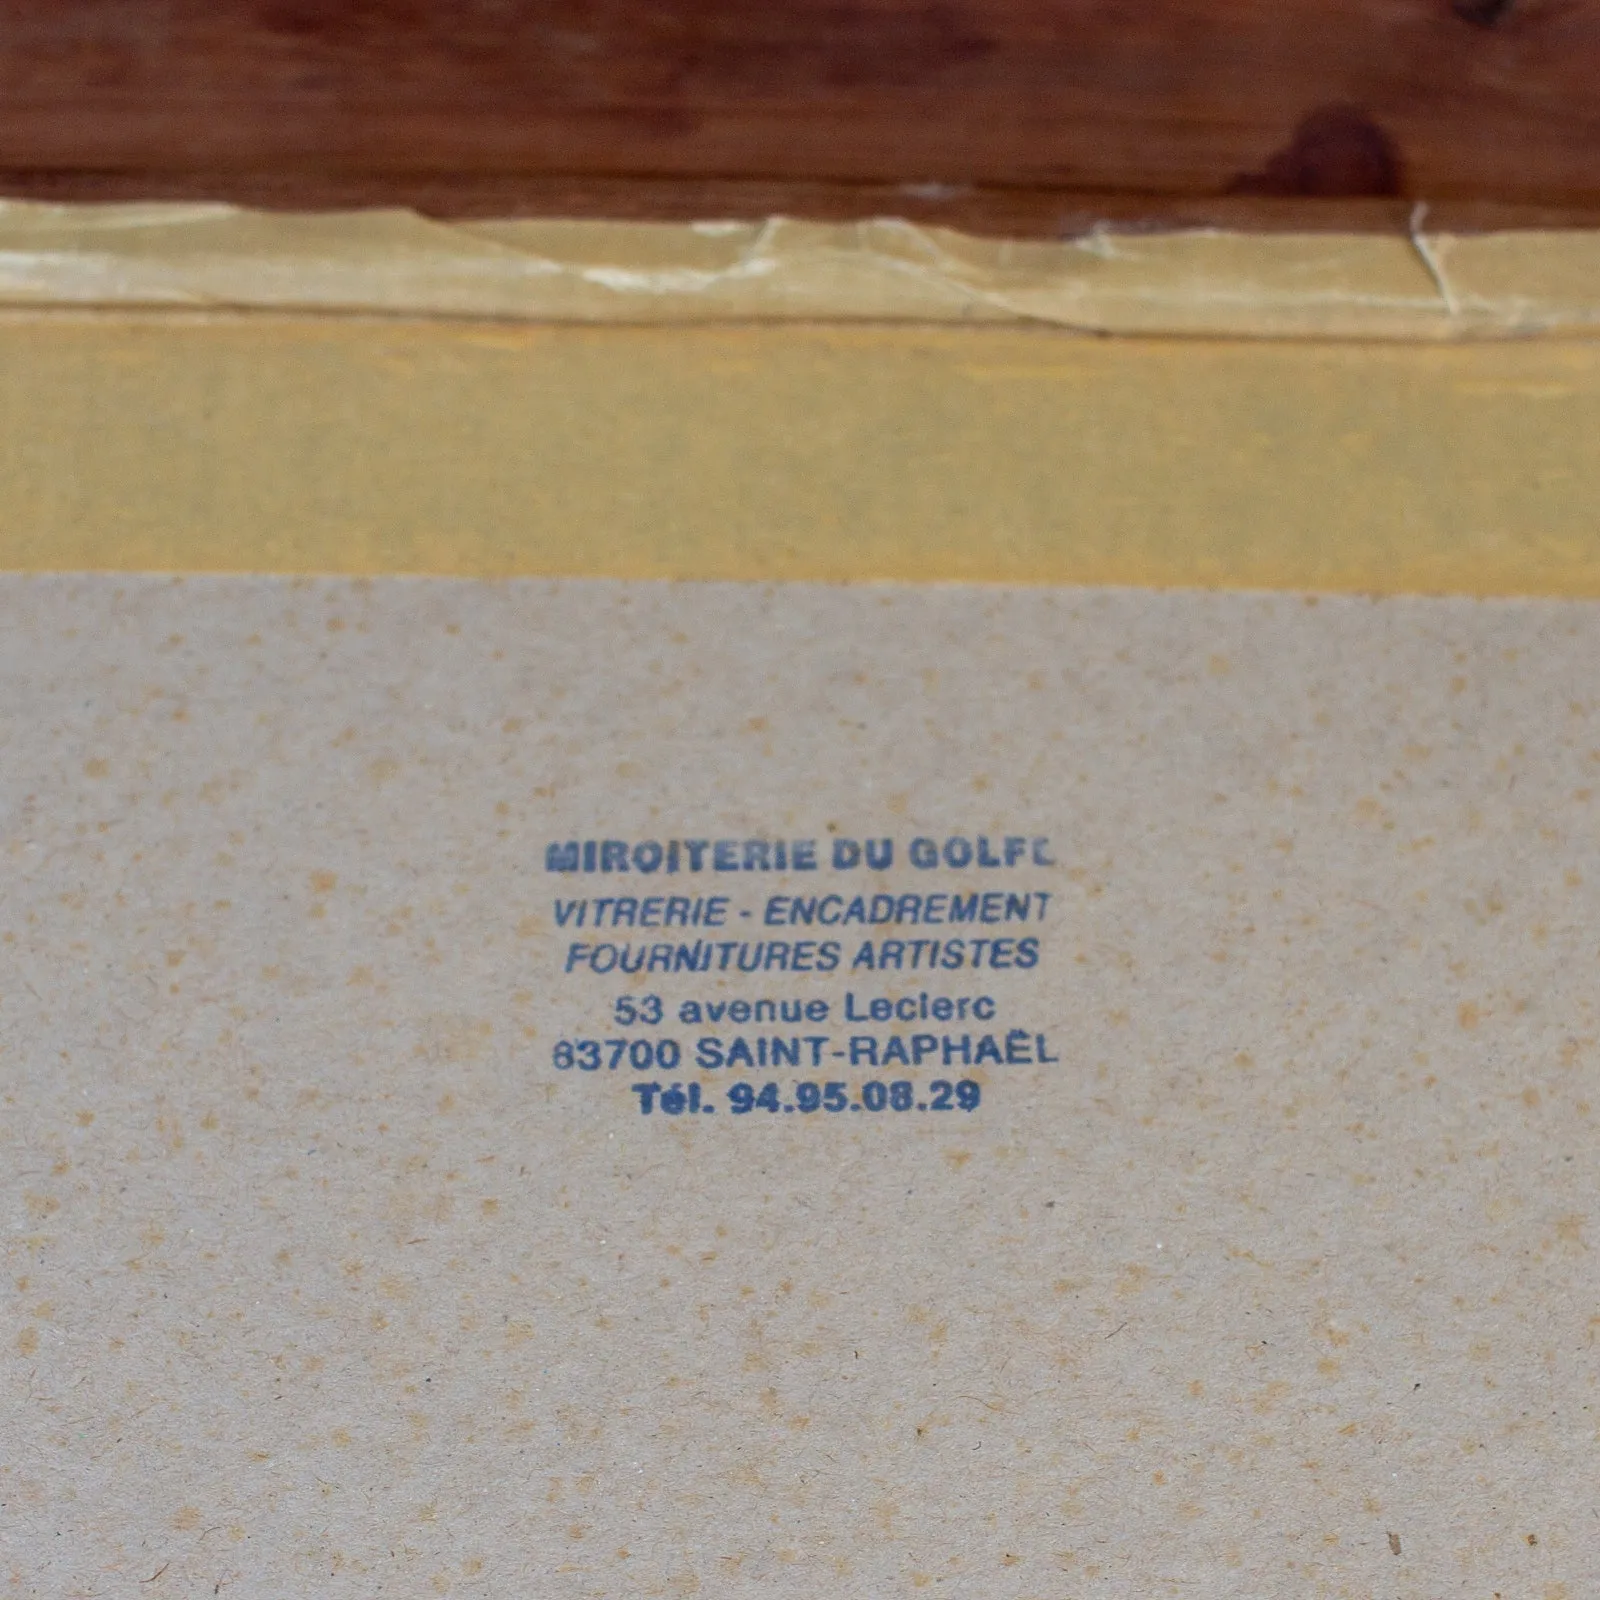 MIROITERIE DU GOLFE
VITRERIE - ENCADREMENT
FOURNITURES ARTISTES
53 avenue Leclerc
83700 SAINT-RAPHAËL
Tél. 94.95.08.29